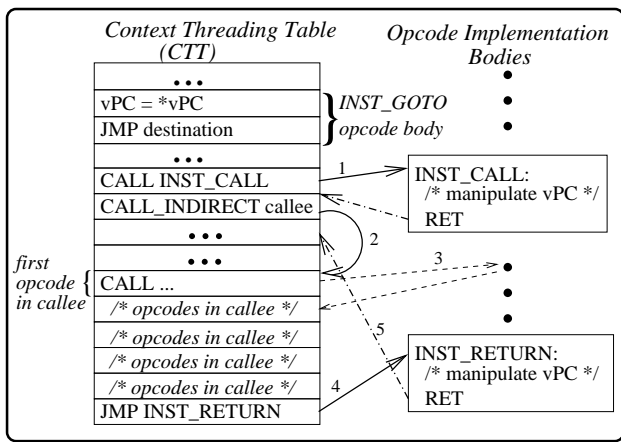 Context Threading Table
(CTT)
Opcode Implementation
Bodies
...
vPC = *vPC
JMP destination
INST_GOTO
opcode body
...
CALL INST_CALL
CALL_INDIRECT callee
1
INST_CALL:
/* manipulate vPC */
RET
...
2
...
first
opcode
in callee
CALL ...
3
/* opcodes in callee */
/* opcodes in callee */
/* opcodes in callee */
/* opcodes in callee */
JMP INST_RETURN
5
4
INST_RETURN:
/* manipulate vPC */
RET